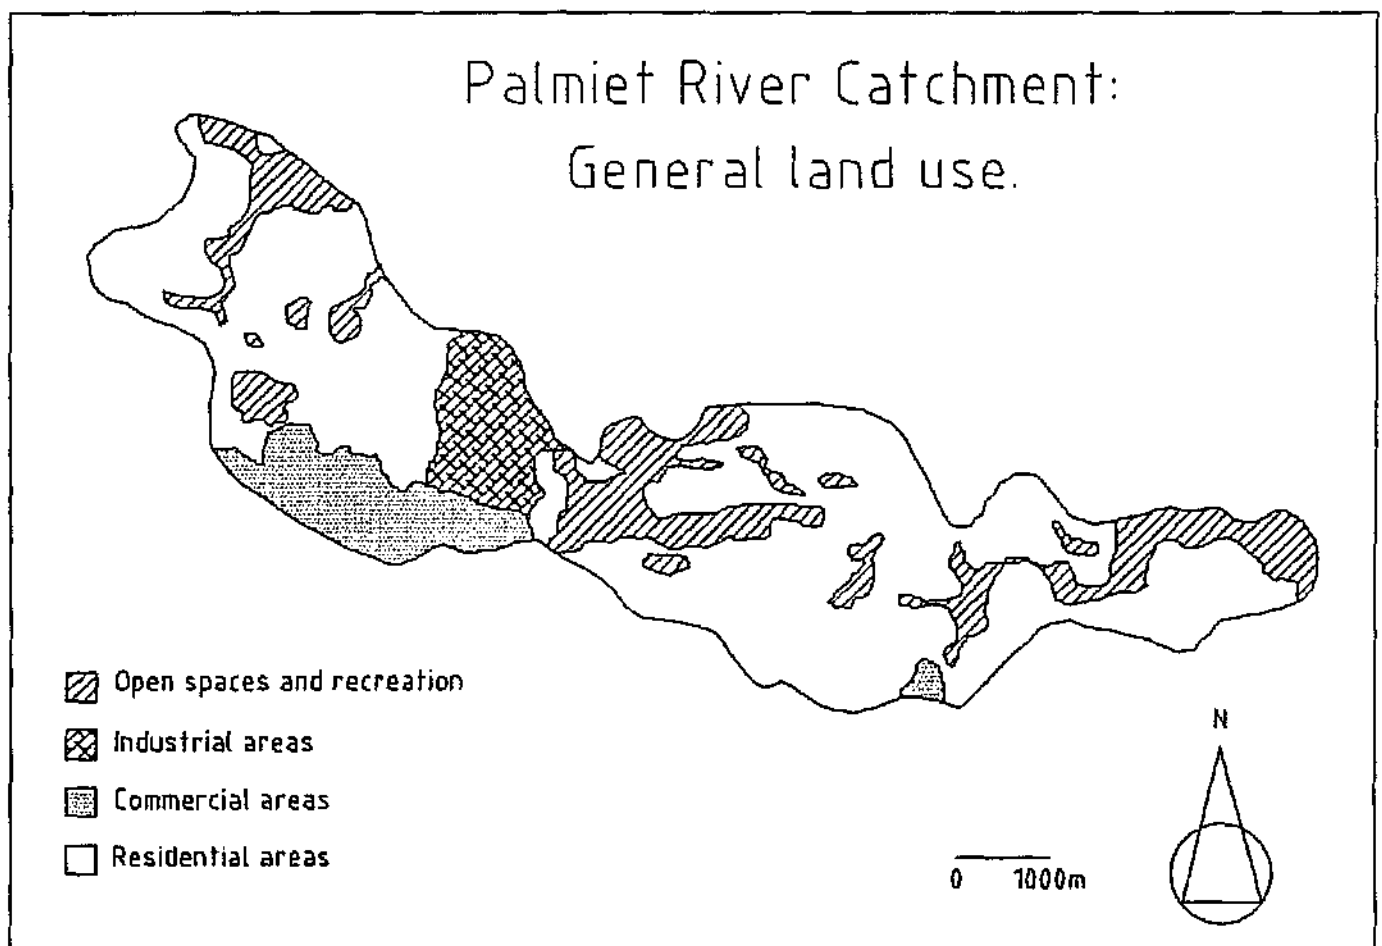 Palmiet River Catchment:
General land use.
Open spaces and recreation
Industrial areas
Commercial areas
Residential areas
N
0 1000m